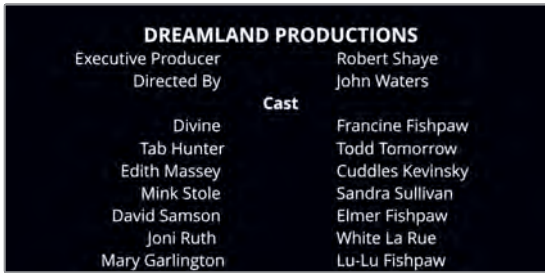 DREAMLAND PRODUCTIONS
Executive Producer Robert Shaye
Directed By John Waters
Cast
Divine Francine Fishpaw
Tab Hunter Todd Tomorrow
Edith Massey Cuddles Kevinsky
Mink Stole Sandra Sullivan
David Samson Elmer Fishpaw
Joni Ruth White La Rue
Mary Garlington Lu-Lu Fishpaw